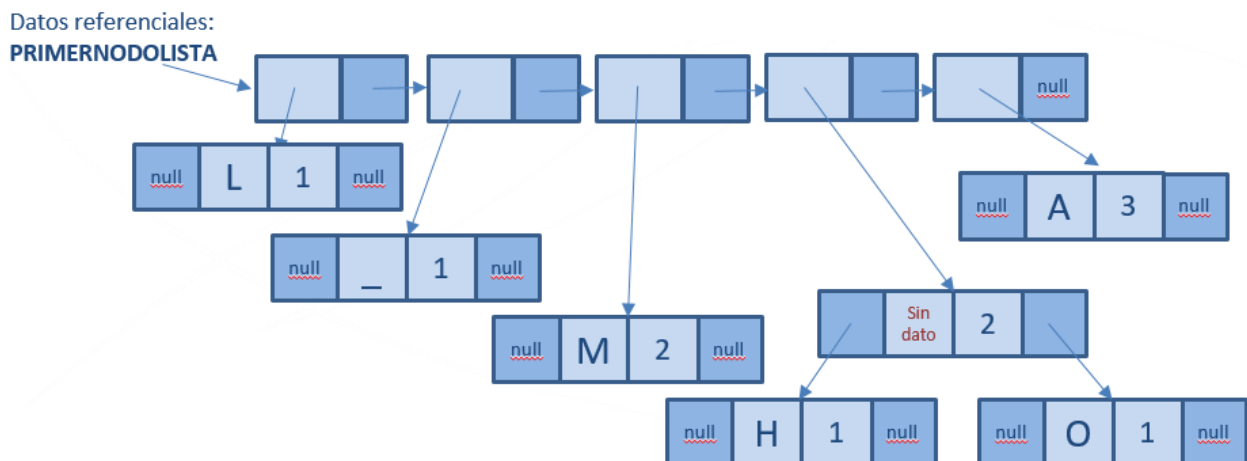 Datos referenciales:
PRIMERNODOLISTA
null
null L 1 null
null A 3 null
null _ 1 null
Sin
dato
2
null M 2 null
null H 1 null
null O 1 null